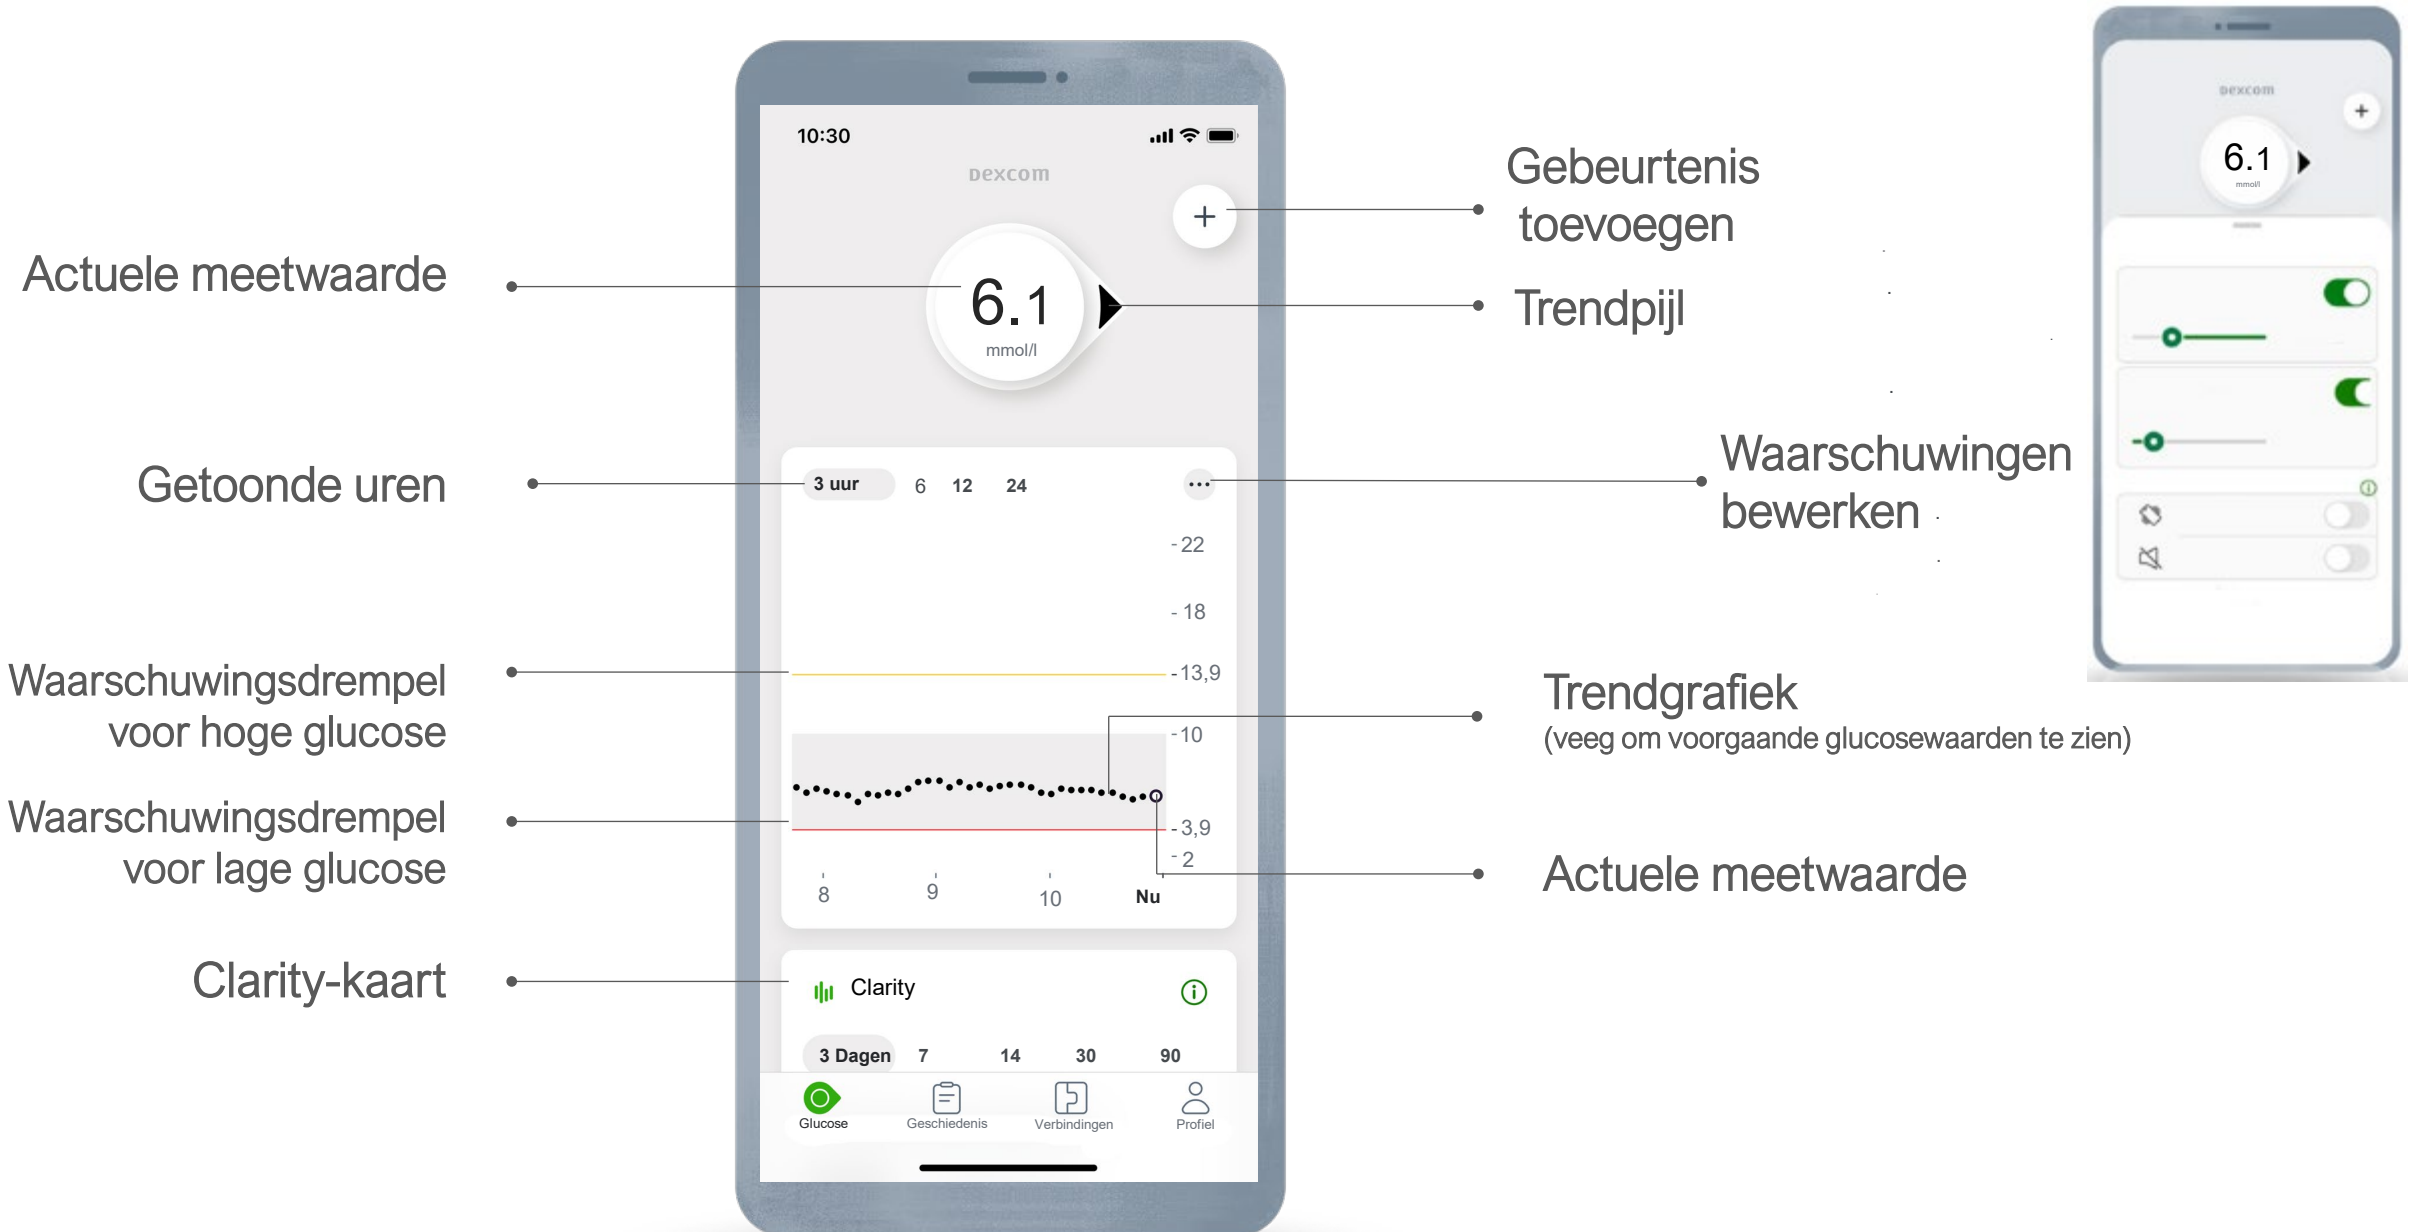 10:30
Dexcom
+
6.1
mmol/l
Actuele meetwaarde
Getoonde uren
Waarschuwingsdrempel
voor hoge glucose
Waarschuwingsdrempel
voor lage glucose
Clarity-kaart
3 uur 6 12 24
22
18
13,9
10
3,9
2
8 9 10 Nu
Clarity
3 Dagen 7 14 30 90
Glucose Geschiedenis Verbindingen Profiel
Gebeurtenis
toevoegen
Trendpijl
Waarschuwingen
bewerken
Trendgrafiek
(veeg om voorgaande glucosewaarden te zien)
Actuele meetwaarde
Dexcom
+
6.1
mmol/l